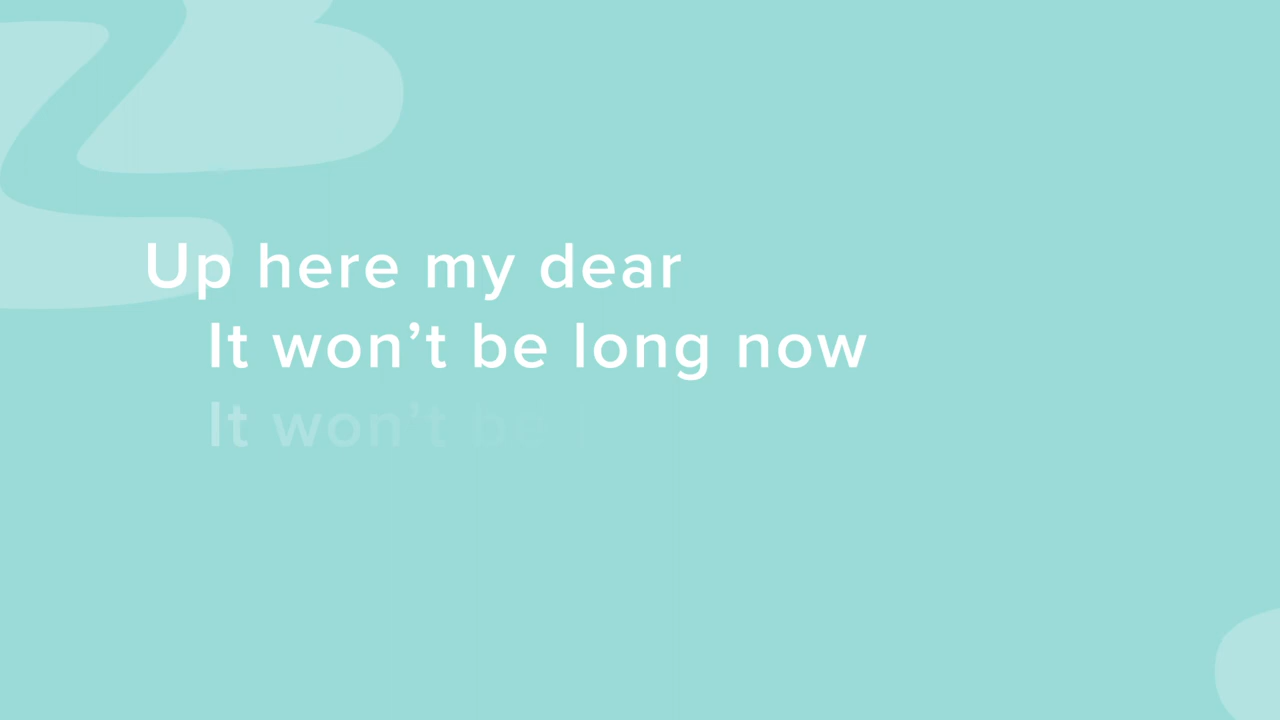 Up here my dear
It won’t be long now
It won’t be l